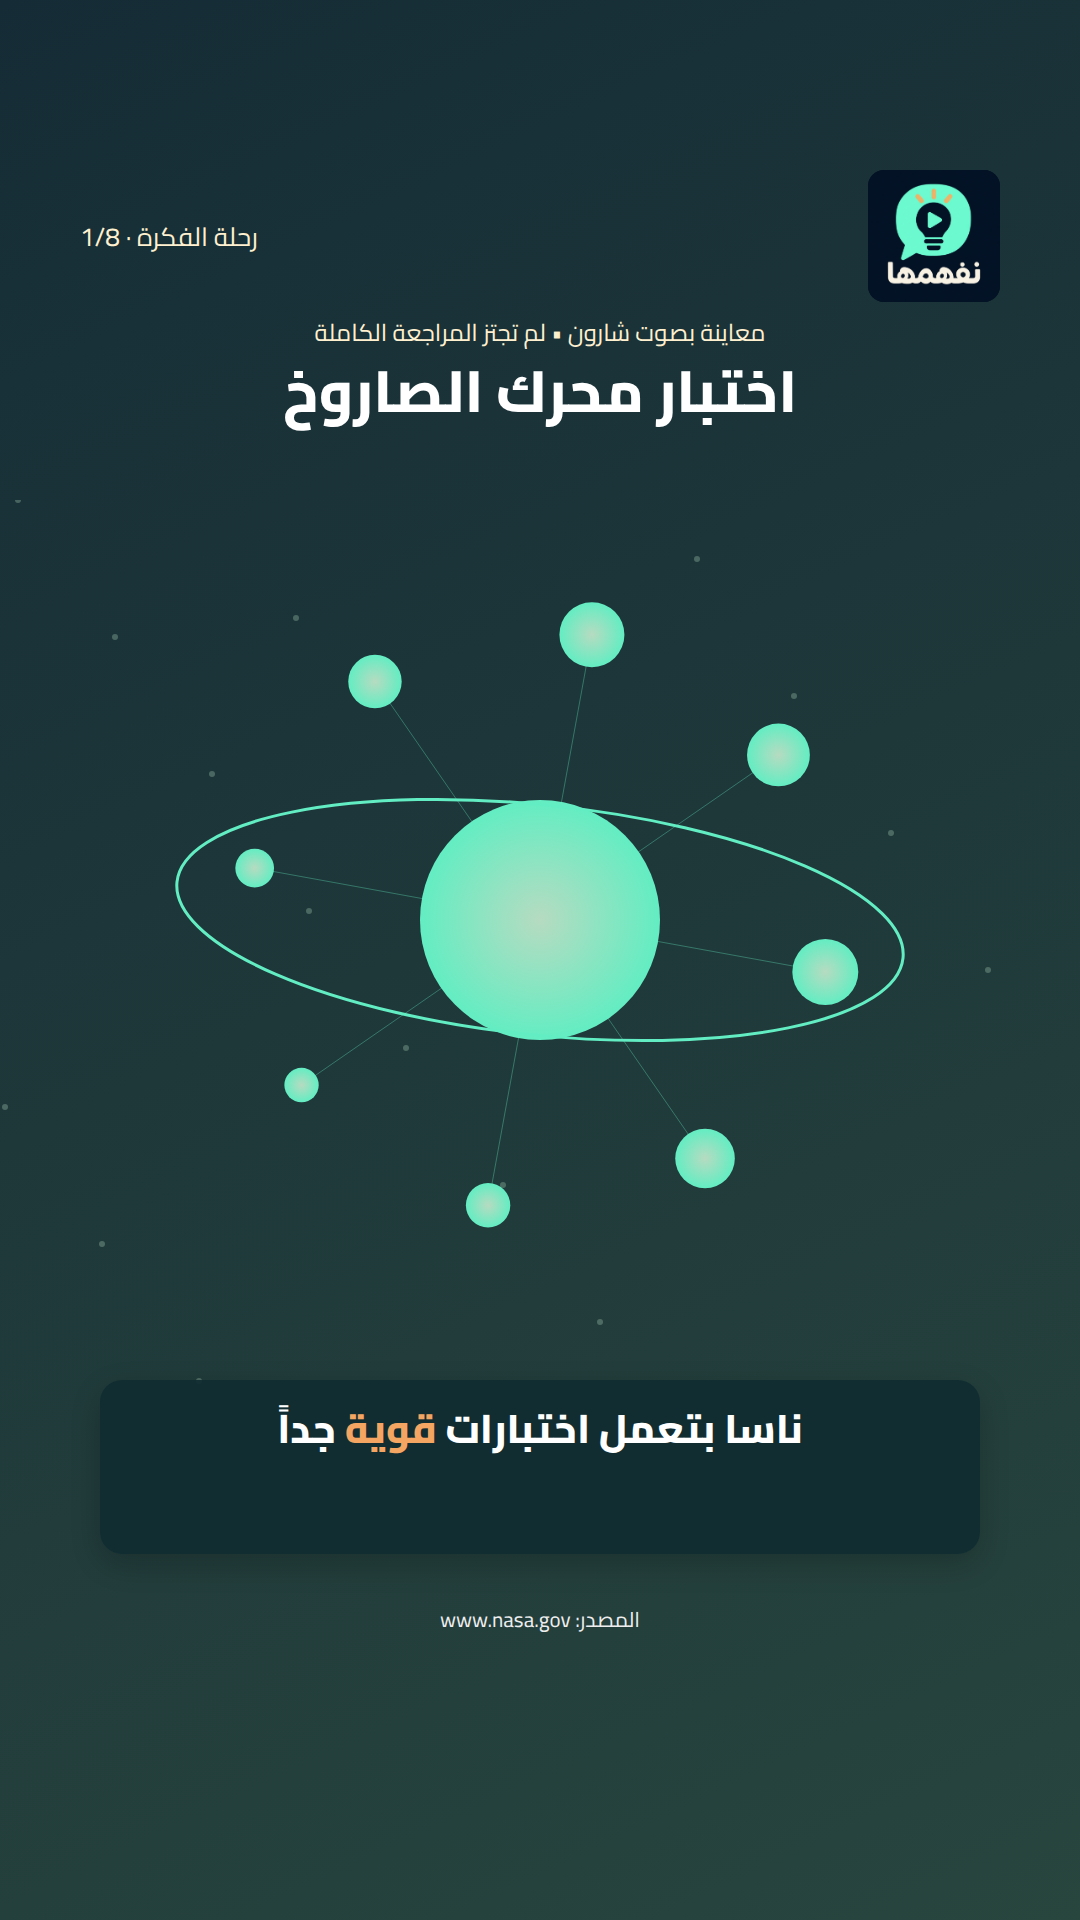 نفهمها
رحلة الفكرة · 1/8
معاينة بصوت شارون ▪ لم تجتز المراجعة الكاملة
اختبار محرك الصاروخ
ناسا بتعمل اختبارات قوية جداً
المصدر: www.nasa.gov